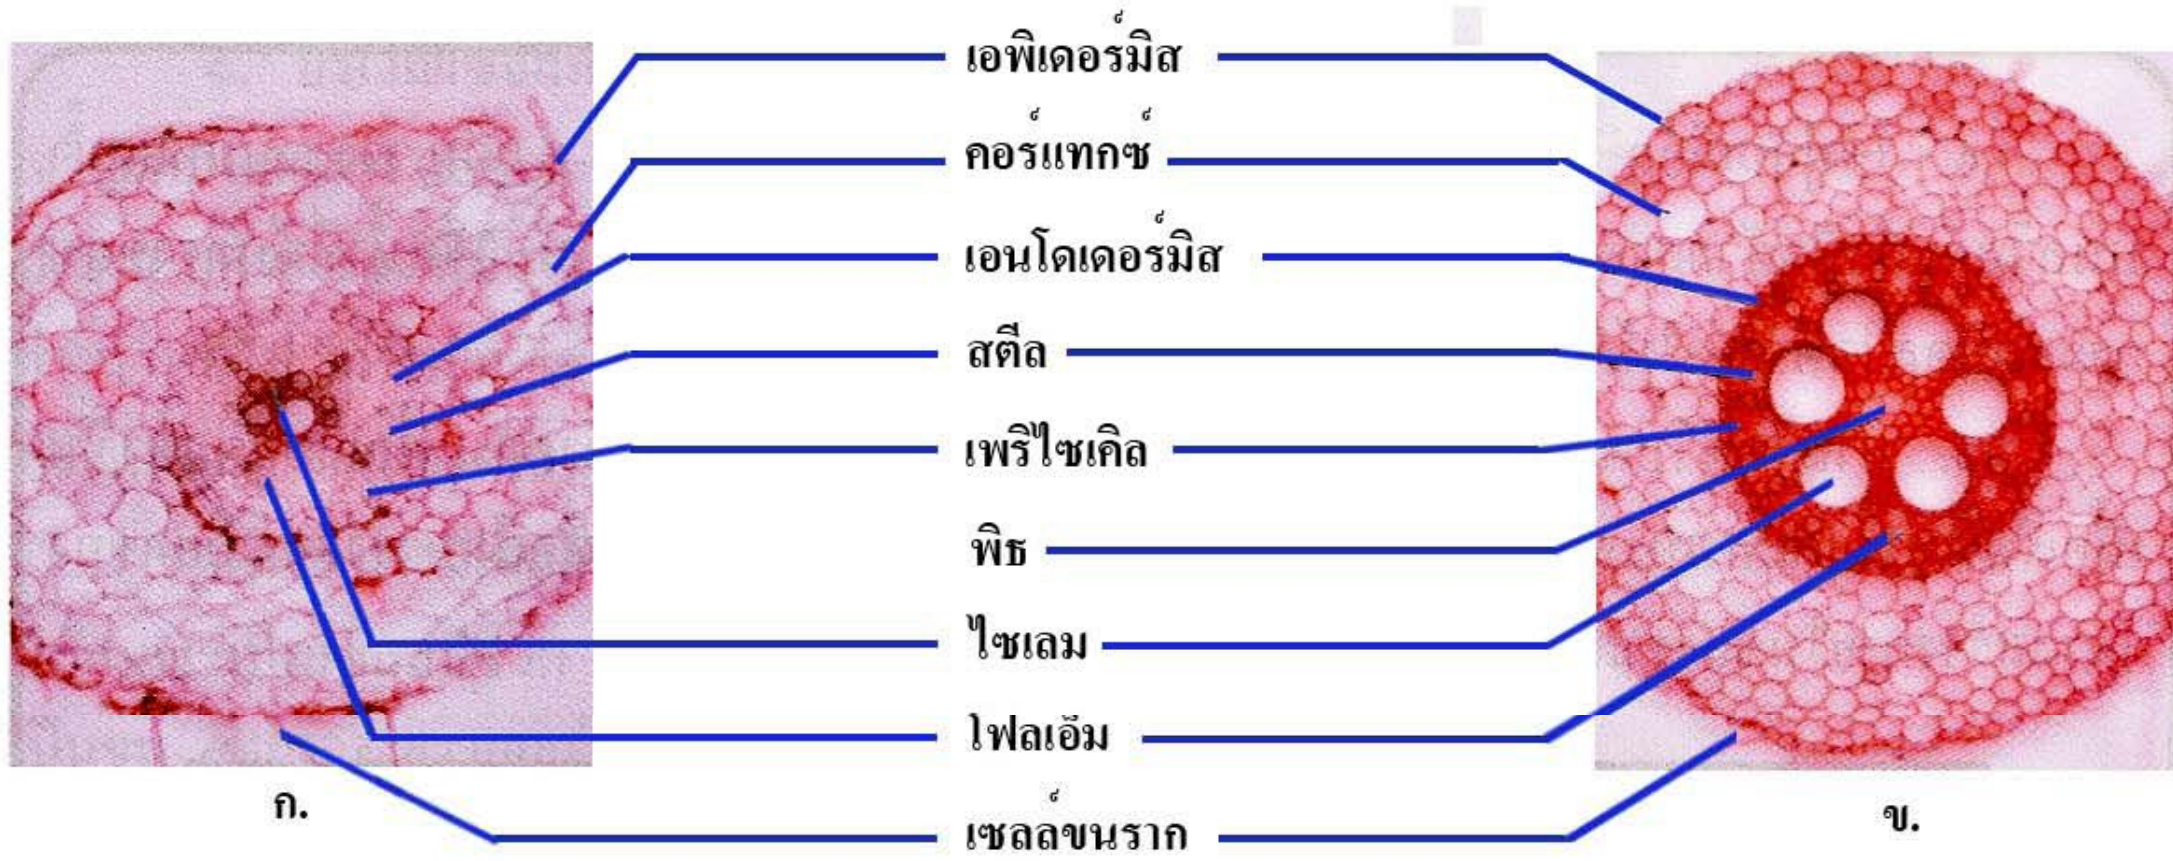 เอพิเดอร์มิส
คอร์แทกซ์
เอนโดเดอร์มิส
สตีล
เพริไซเคิล
พิธ
ไซเลม
โฟลเอ็ม
เซลล์ขนราก
ก.
ข.